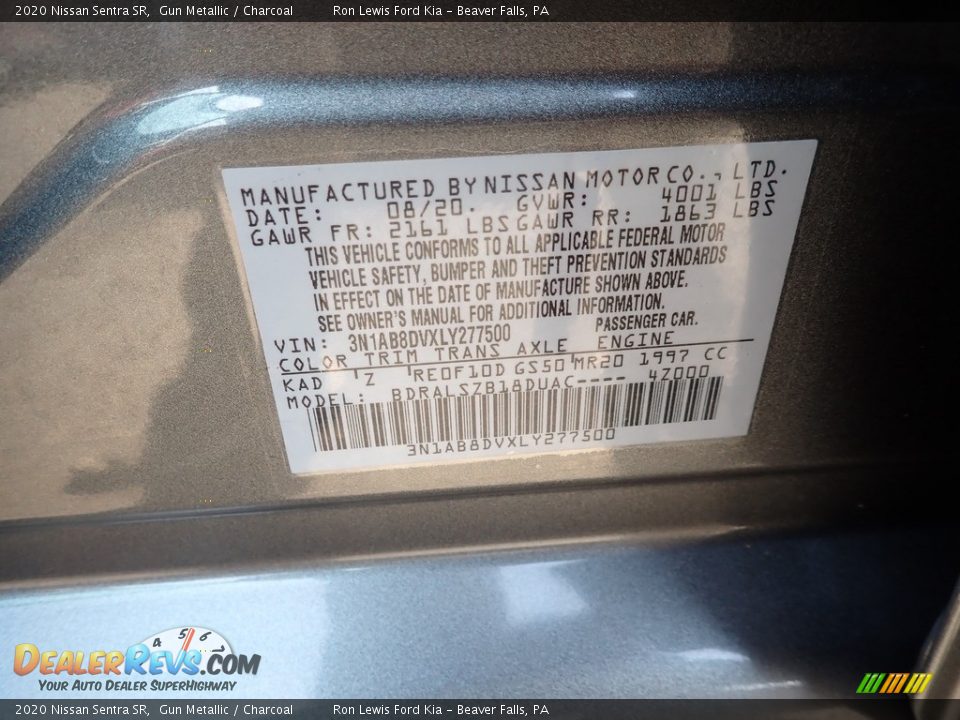 2020 Nissan Sentra SR, Gun Metallic / Charcoal Ron Lewis Ford Kia - Beaver Falls, PA
MANUFACTURED BY NISSAN MOTOR CO., LTD.
DATE: 08/20. GVWR: 4001 LBS
GAWR FR: 2161 LBS GAWR RR: 1863 LBS
THIS VEHICLE CONFORMS TO ALL APPLICABLE FEDERAL MOTOR
VEHICLE SAFETY, BUMPER AND THEFT PREVENTION STANDARDS
IN EFFECT ON THE DATE OF MANUFACTURE SHOWN ABOVE.
SEE OWNER'S MANUAL FOR ADDITIONAL INFORMATION.
VIN: 3N1AB8DVXLY277500 PASSENGER CAR.
COLOR TRIM TRANS AXLE ENGINE
KAD Z RE0F10D GS50 MR20 1997 CC
MODEL: BDRALSZB18DUAC---- 4Z000
3N1AB8DVXLY277500
4 5 6
DEALERREVS.COM
YOUR AUTO DEALER SUPERHIGHWAY
2020 Nissan Sentra SR, Gun Metallic / Charcoal Ron Lewis Ford Kia - Beaver Falls, PA